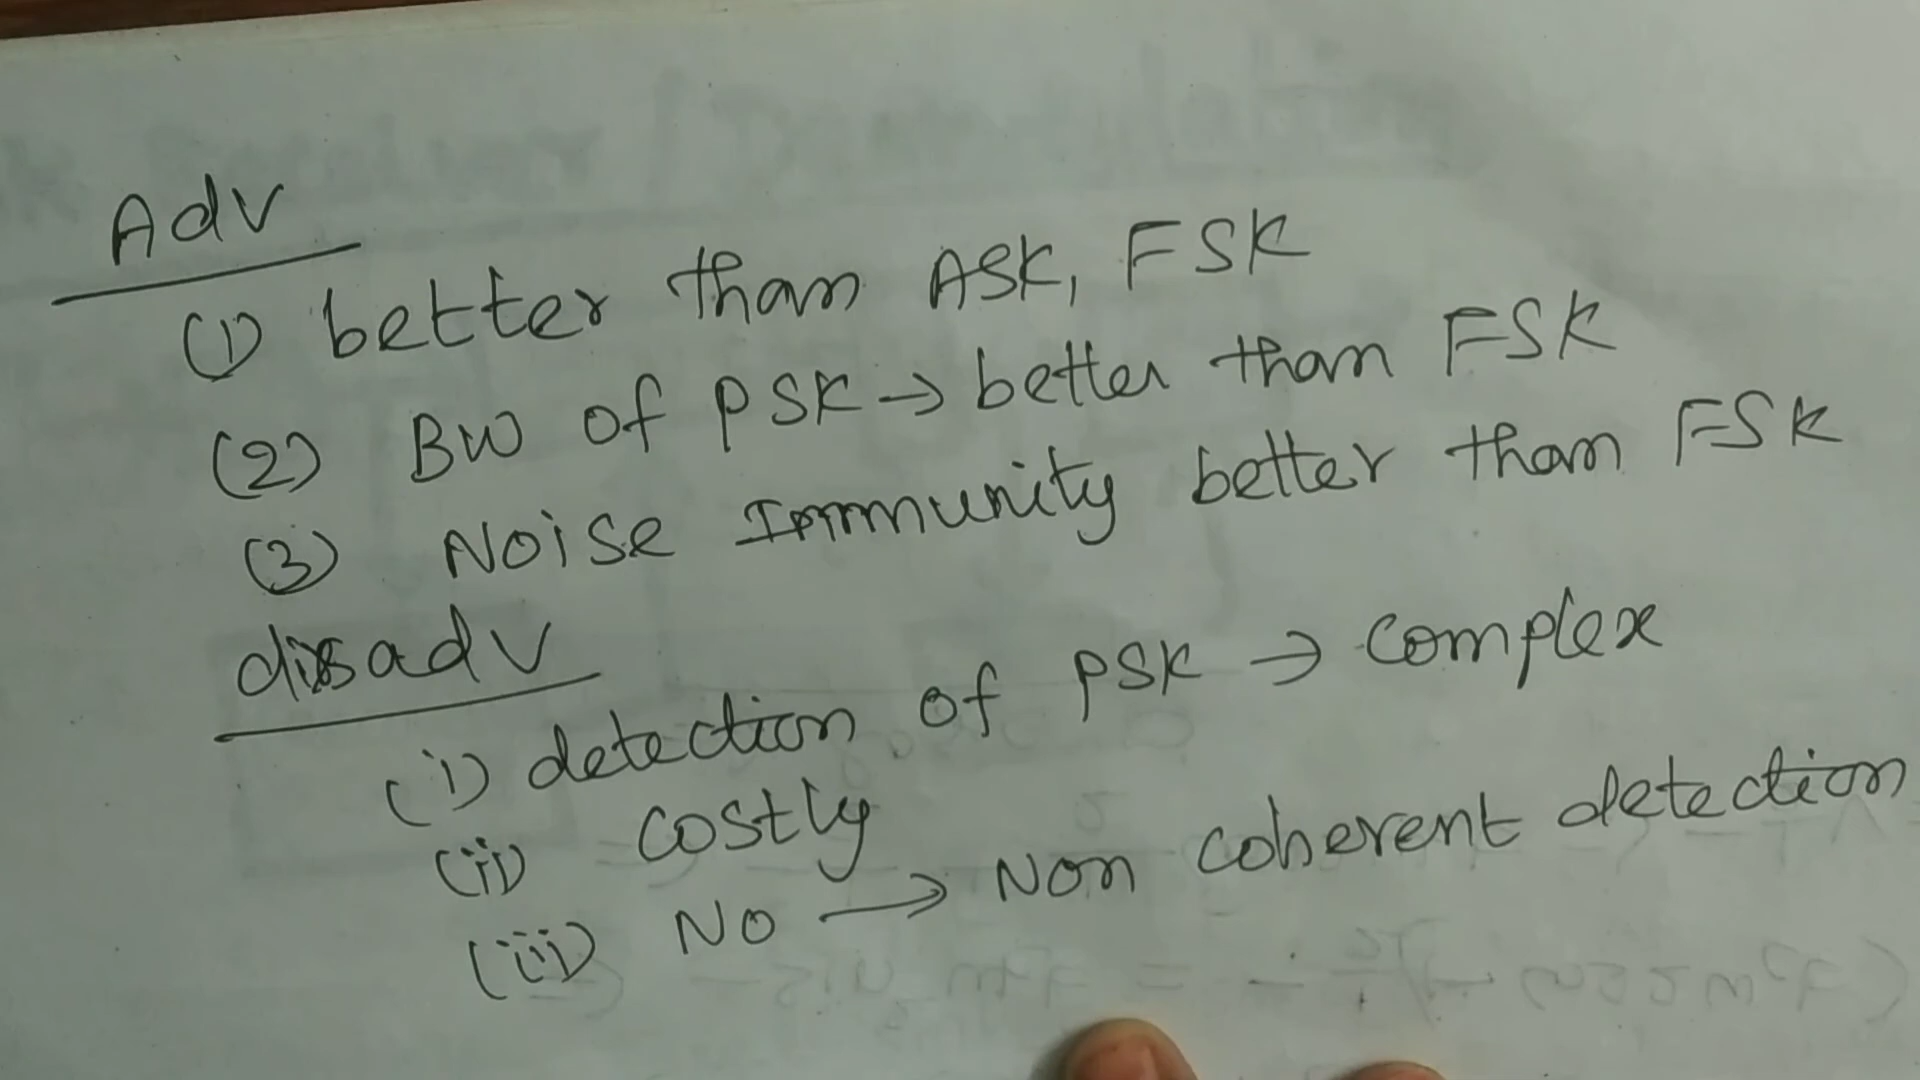 Adv
(1) better than ASK, FSK
(2) BW of PSK → better than FSK
(3) Noise Immunity better than FSK
disadv
(i) detection of PSK → complex
(ii) costly
(iii) No → Non coherent detection